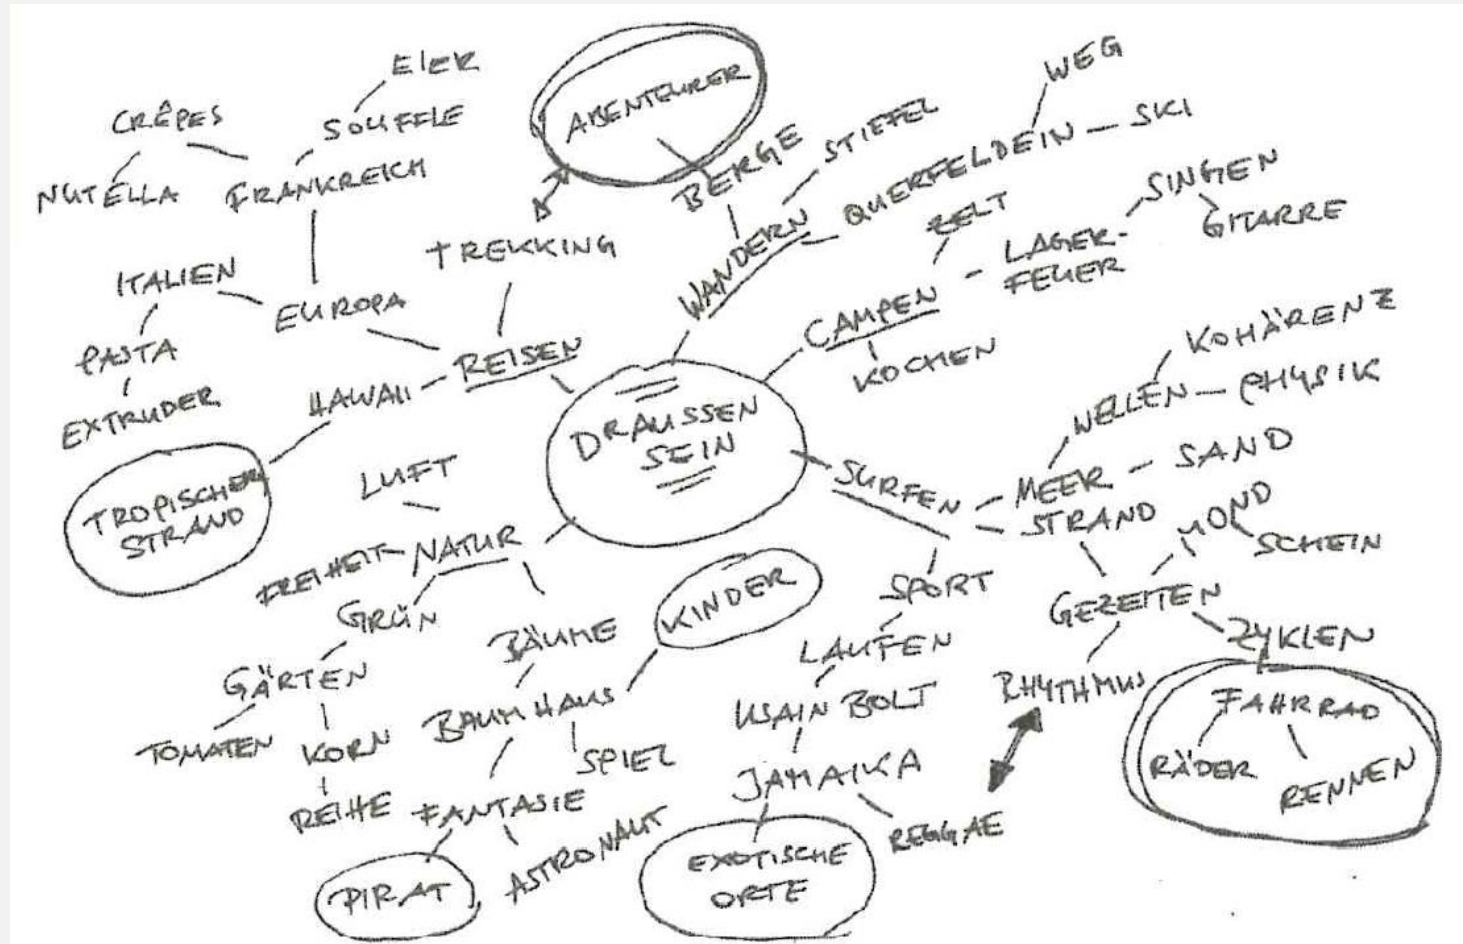 EIER
CRÊPES
SOUFFLE
NUTELLA
FRANKREICH
ITALIEN
EUROPA
PASTA
EXTRUDER
TREKKING
REISEN
HAWAII
TROPISCHER
STRAND
ABENTEURER
BERGE
STIEFEL
WANDERN
QUERFELDEIN
WEG
SKI
ZELT
CAMPEN
LAGER-
FEUER
SINGEN
GITARRE
KOCHEN
DRAUSSEN
SEIN
SURFEN
MEER
STRAND
WELLEN
KOHÄRENZ
PHYSIK
SAND
MOND
SCHEIN
GEZEITEN
ZYKLEN
RHYTHMUS
FAHRRAD
RÄDER
RENNEN
SPORT
LAUFEN
USAIN BOLT
JAMAIKA
REGGAE
EXOTISCHE
ORTE
LUFT
FREIHEIT
NATUR
GRÜN
GÄRTEN
TOMATEN
KORN
REIHE
BÄUME
BAUMHAUS
KINDER
SPIEL
FANTASIE
PIRAT
ASTRONAUT